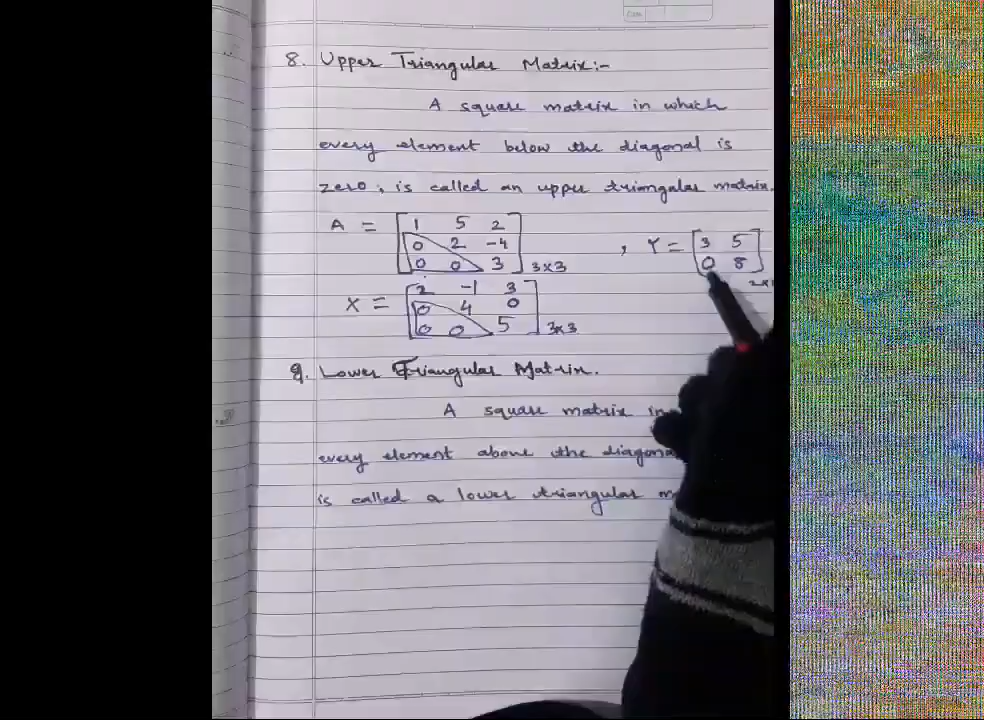 8. Upper Triangular Matrix:-
A square matrix in which
every element below the diagonal is
zero, is called an upper triangular matrix.
A = [1 5 2
0 2 -4
0 0 3] 3x3 , Y = [3 5
0 8]
X = [2 -1 3
0 4 0
0 0 5] 3x3
9. Lower Triangular Matrix.
A square matrix in
every element above the
is called a lower triangular